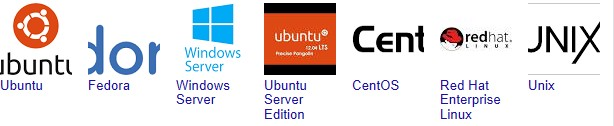 ubuntu
Ubuntu
dor
Fedora
Windows
Server
Windows
Server
ubuntu
12.04 LTS
Precise Pangolin
Ubuntu
Server
Edition
Cent
CentOS
redhat.
LINUX
Red Hat
Enterprise
Linux
UNIX
Unix